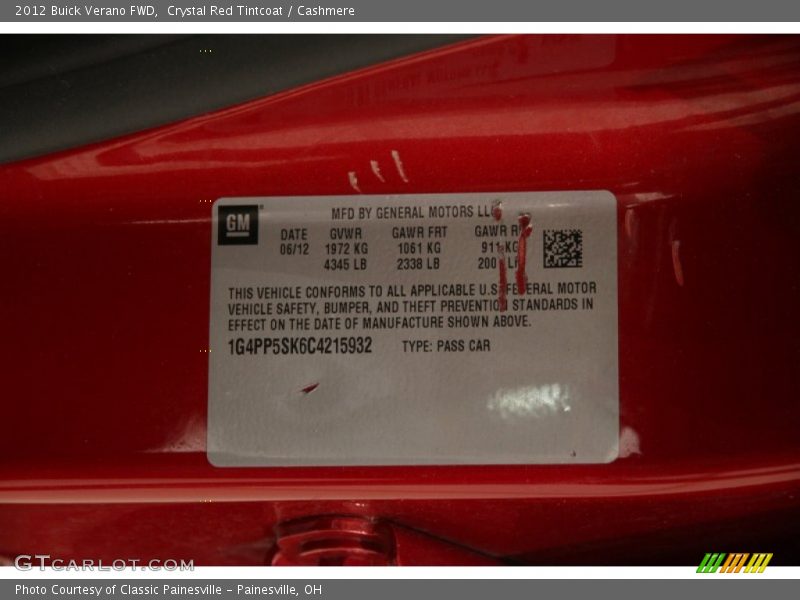 2012 Buick Verano FWD,  Crystal Red Tintcoat / Cashmere
GM
MFD BY GENERAL MOTORS
DATE GVWR GAWR FRT GAWR
06/12 1972 KG 1061 KG KG
4345 LB 2338 LB
THIS VEHICLE CONFORMS TO ALL APPLICABLE U.S FEDERAL MOTOR
VEHICLE SAFETY, BUMPER, AND THEFT PREVENTION STANDARDS IN
EFFECT ON THE DATE OF MANUFACTURE SHOWN ABOVE.
1G4PP5SK6C4215932 TYPE: PASS CAR
GTcarlot.com
Photo Courtesy of Classic Painesville - Painesville, OH